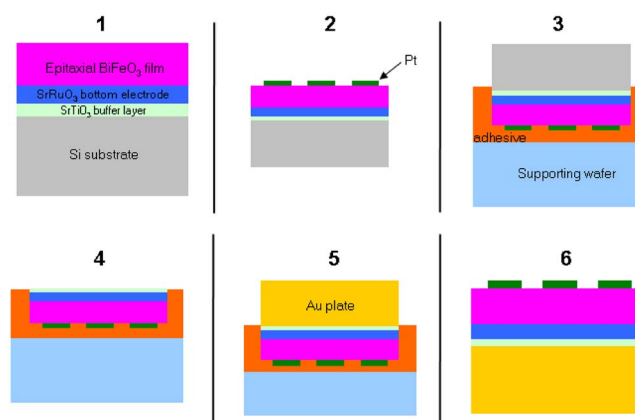 1
Epitaxial BiFeO₃ film
SrRuO₃ bottom electrode
SrTiO₃ buffer layer
Si substrate
2
Pt
3
adhesive
Supporting wafer
4
5
Au plate
6